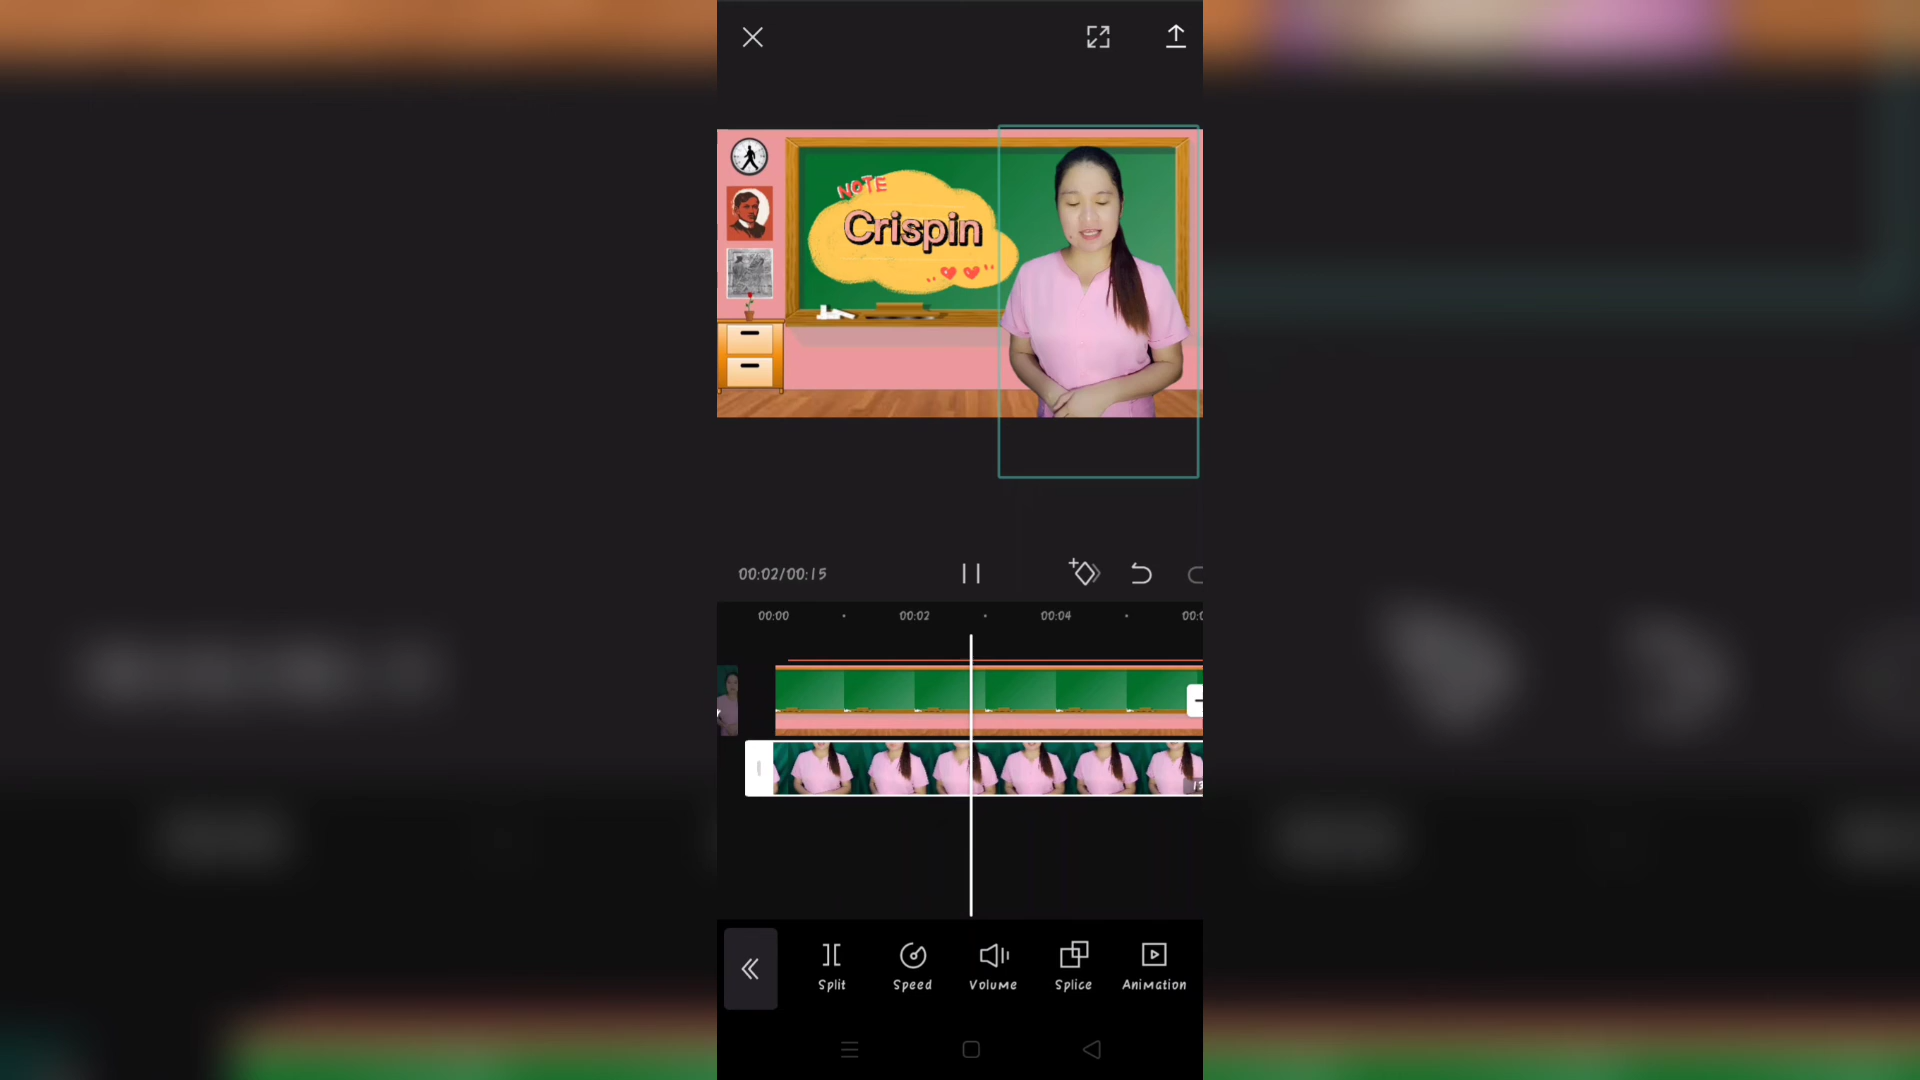 NOTE
Crispin
00:02/00:15
00:00 00:02 00:04
Split Speed Volume Splice Animation